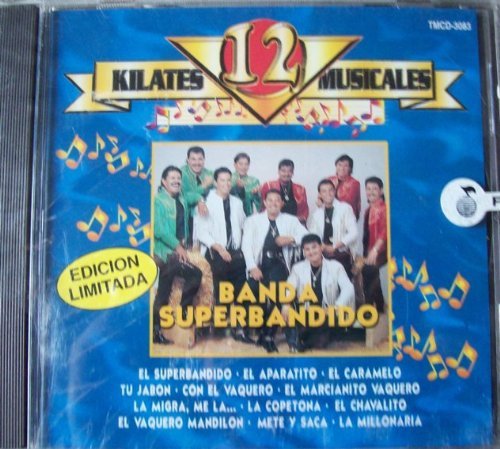 TMCD-3083
12
KILATES MUSICALES
EDICION
LIMITADA
BANDA
SUPERBANDIDO
EL SUPERBANDIDO · EL APARATITO · EL CARAMELO
TU JABON · CON EL VAQUERO · EL MARCIANITO VAQUERO
LA MIGRA, ME LA... · LA COPETONA · EL CHAVALITO
EL VAQUERO MANDILON · METE Y SACA · LA MILLONARIA